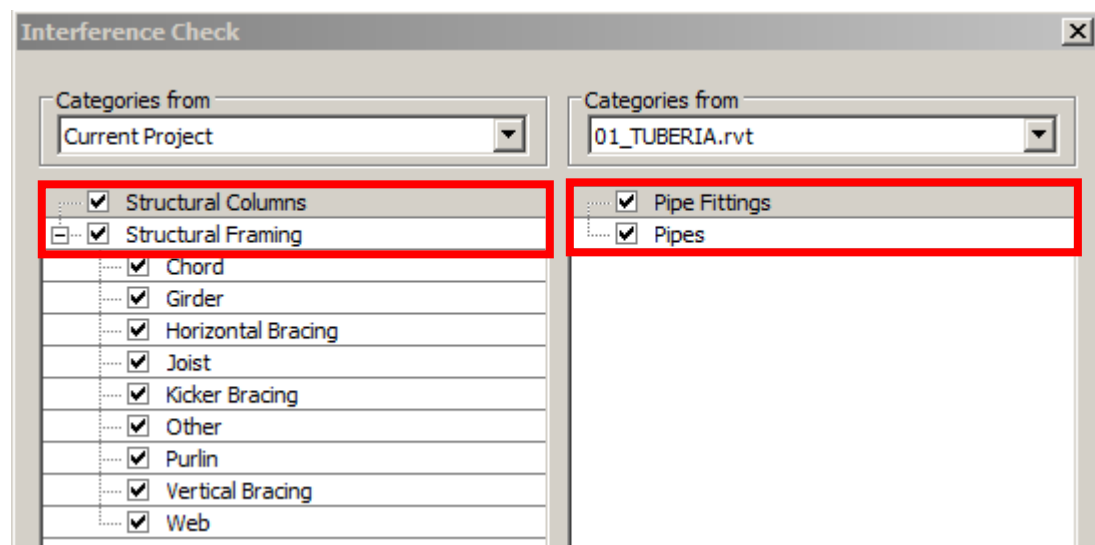 Interference Check
Categories from
Current Project
Structural Columns
Structural Framing
Chord
Girder
Horizontal Bracing
Joist
Kicker Bracing
Other
Purlin
Vertical Bracing
Web
Categories from
01_TUBERIA.rvt
Pipe Fittings
Pipes